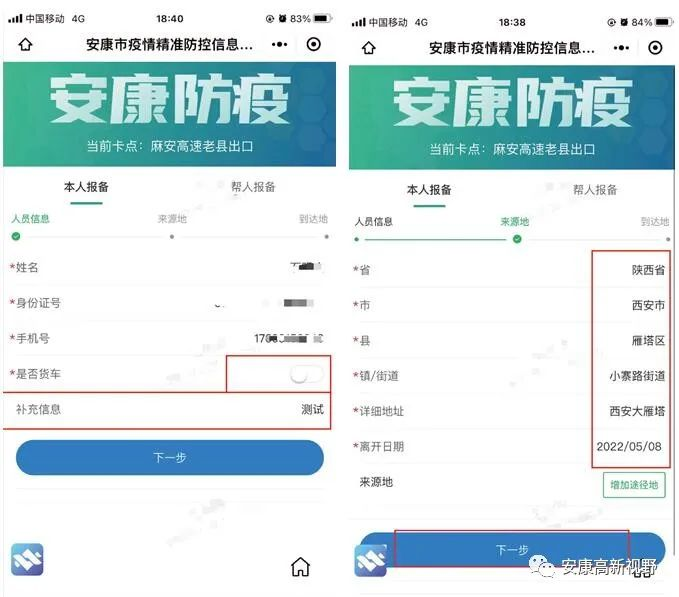 中国移动 4G 18:40 83%
安康市疫情精准防控信息...
安康防疫
当前卡点：麻安高速老县出口
本人报备 帮人报备
人员信息 来源地 到达地
*姓名
*身份证号
*手机号
*是否货车
补充信息 测试
下一步
中国移动 4G 18:38 84%
安康市疫情精准防控信息...
安康防疫
当前卡点：麻安高速老县出口
本人报备 帮人报备
人员信息 来源地 到达地
*省 陕西省
*市 西安市
*县 雁塔区
*镇/街道 小寨路街道
*详细地址 西安大雁塔
*离开日期 2022/05/08
来源地 增加途径地
下一步
安康高新视野